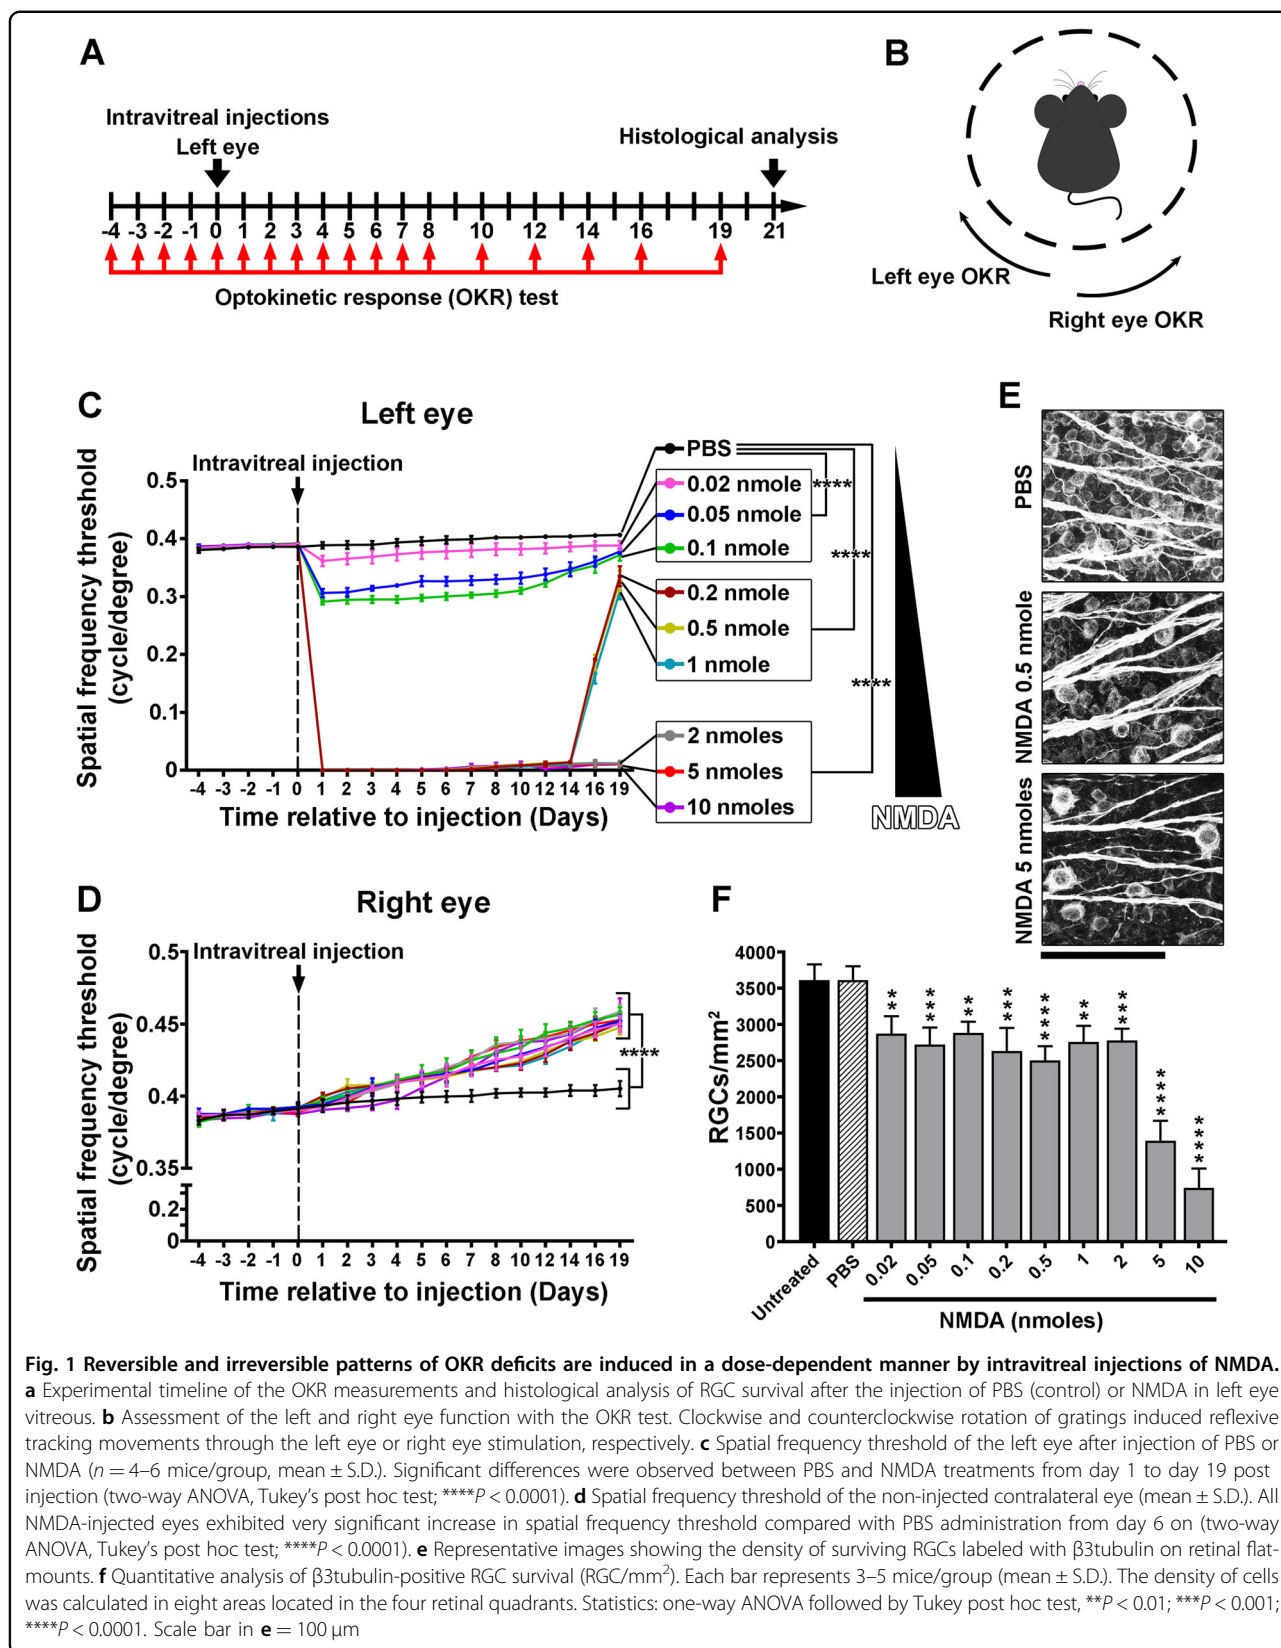 A
Intravitreal injections
Left eye
Histological analysis
-4 -3 -2 -1 0 1 2 3 4 5 6 7 8 10 12 14 16 19 21
Optokinetic response (OKR) test
B
Left eye OKR
Right eye OKR
C
Left eye
Intravitreal injection
Spatial frequency threshold
(cycle/degree)
0.5
0.4
0.3
0.2
0.1
0
-4 -3 -2 -1 0 1 2 3 4 5 6 7 8 10 12 14 16 19
Time relative to injection (Days)
PBS
0.02 nmole
0.05 nmole
0.1 nmole
0.2 nmole
0.5 nmole
1 nmole
2 nmoles
5 nmoles
10 nmoles
****
****
****
NMDA
D
Right eye
Intravitreal injection
Spatial frequency threshold
(cycle/degree)
0.5
0.45
0.4
0.35
0.2
0
-4 -3 -2 -1 0 1 2 3 4 5 6 7 8 10 12 14 16 19
Time relative to injection (Days)
****
E
PBS
NMDA 0.5 nmole
NMDA 5 nmoles
F
RGCs/mm²
4000
3500
3000
2500
2000
1500
1000
500
0
** *** ** *** **** ** *** **** ****
Untreated PBS 0.02 0.05 0.1 0.2 0.5 1 2 5 10
NMDA (nmoles)
Fig. 1 Reversible and irreversible patterns of OKR deficits are induced in a dose-dependent manner by intravitreal injections of NMDA.
a Experimental timeline of the OKR measurements and histological analysis of RGC survival after the injection of PBS (control) or NMDA in left eye
vitreous. b Assessment of the left and right eye function with the OKR test. Clockwise and counterclockwise rotation of gratings induced reflexive
tracking movements through the left eye or right eye stimulation, respectively. c Spatial frequency threshold of the left eye after injection of PBS or
NMDA (n = 4–6 mice/group, mean ± S.D.). Significant differences were observed between PBS and NMDA treatments from day 1 to day 19 post
injection (two-way ANOVA, Tukey's post hoc test; ****P < 0.0001). d Spatial frequency threshold of the non-injected contralateral eye (mean ± S.D.). All
NMDA-injected eyes exhibited very significant increase in spatial frequency threshold compared with PBS administration from day 6 on (two-way
ANOVA, Tukey's post hoc test; ****P < 0.0001). e Representative images showing the density of surviving RGCs labeled with β3tubulin on retinal flat-
mounts. f Quantitative analysis of β3tubulin-positive RGC survival (RGC/mm²). Each bar represents 3–5 mice/group (mean ± S.D.). The density of cells
was calculated in eight areas located in the four retinal quadrants. Statistics: one-way ANOVA followed by Tukey post hoc test, **P < 0.01; ***P < 0.001;
****P < 0.0001. Scale bar in e = 100 μm